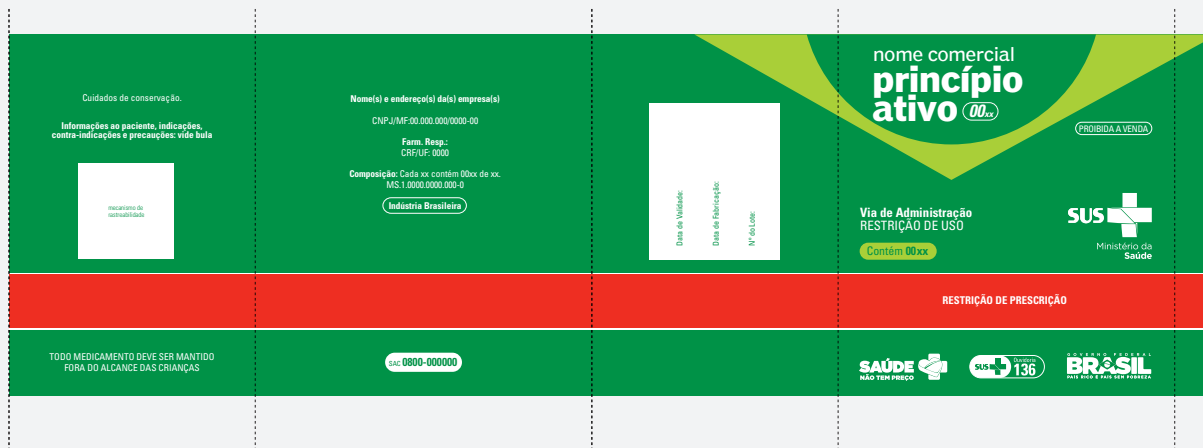 Cuidados de conservação.
Informações ao paciente, indicações,
contra-indicações e precauções: vide bula
mecanismo de
rastreabilidade
TODO MEDICAMENTO DEVE SER MANTIDO
FORA DO ALCANCE DAS CRIANÇAS
Nome(s) e endereço(s) da(s) empresa(s)
CNPJ/MF:00.000.000/0000-00
Farm. Resp.:
CRF/UF: 0000
Composição: Cada xx contém 00xx de xx.
MS.1.0000.0000.000-0
Indústria Brasileira
SAC 0800-000000
Data de Validade:
Data de Fabricação:
N° do Lote:
nome comercial
princípio
ativo 00xx
PROIBIDA A VENDA
Via de Administração
RESTRIÇÃO DE USO
Contém 00xx
SUS
Ministério da
Saúde
RESTRIÇÃO DE PRESCRIÇÃO
SAÚDE
NÃO TEM PREÇO
SUS
Ouvidoria
136
GOVERNO FEDERAL
BRASIL
PAÍS RICO É PAÍS SEM POBREZA